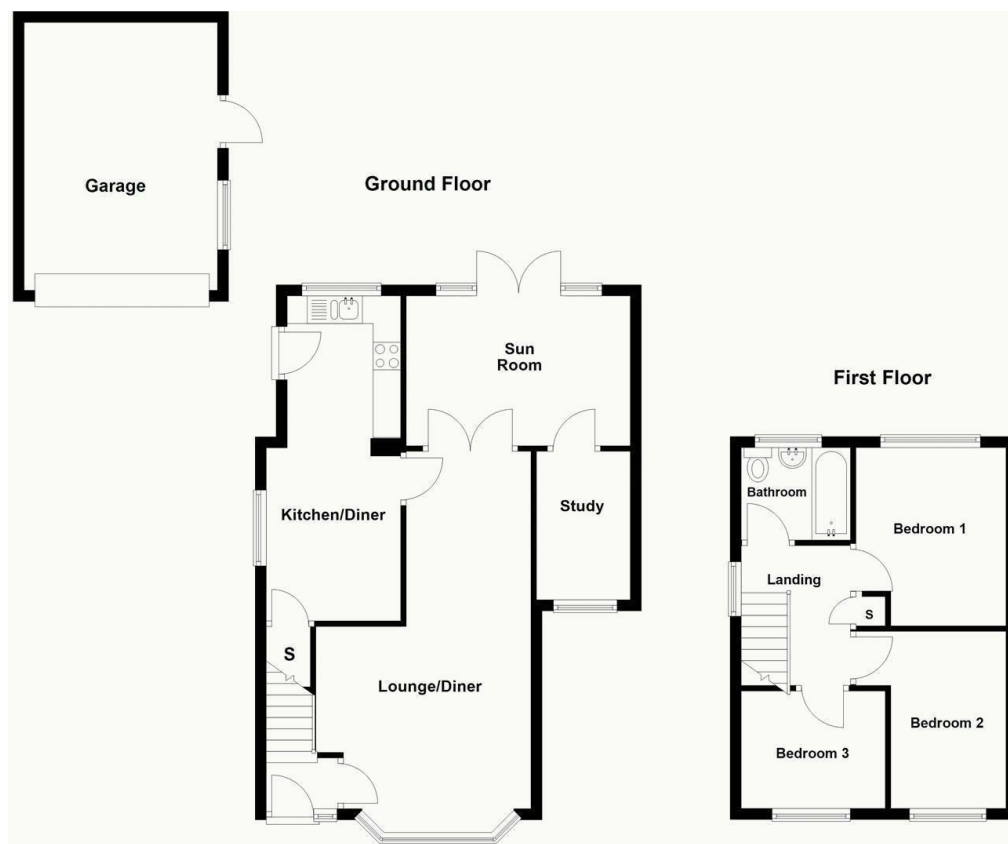 Garage
Ground Floor
Sun
Room
Kitchen/Diner
Study
S
Lounge/Diner
First Floor
Bathroom
Bedroom 1
Landing
S
Bedroom 2
Bedroom 3